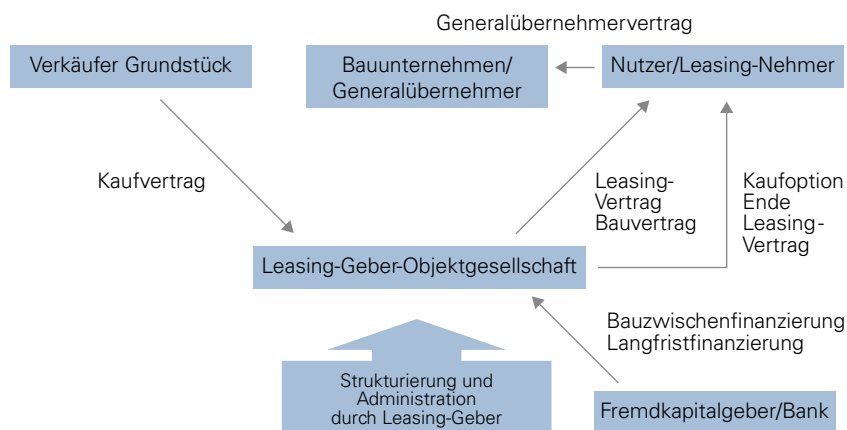 Generalübernehmervertrag
Verkäufer Grundstück
Bauunternehmen/
Generalübernehmer
Nutzer/Leasing-Nehmer
Kaufvertrag
Leasing-
Vertrag
Bauvertrag
Kaufoption
Ende
Leasing-
Vertrag
Leasing-Geber-Objektgesellschaft
Bauzwischenfinanzierung
Langfristfinanzierung
Strukturierung und
Administration
durch Leasing-Geber
Fremdkapitalgeber/Bank